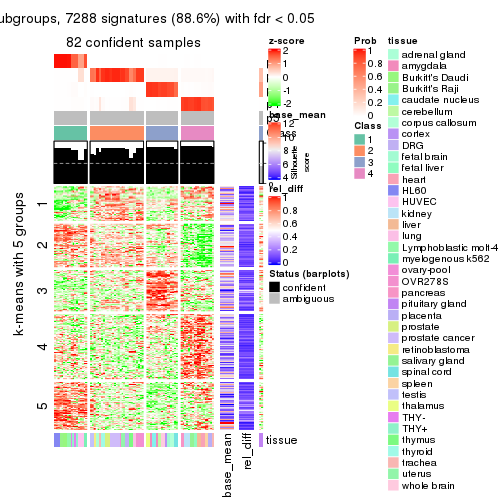 ubgroups, 7288 signatures (88.6%) with fdr < 0.05
82 confident samples
k-means with 5 groups
1
2
3
4
5
base_mean
rel_diff
tissue
Silhouette
score
z-score
2
1
0
-1
-2
base_mean
12
10
8
6
4
rel_diff
1
0.8
0.6
0.4
0.2
0
Status (barplots)
confident
ambiguous
Prob
1
0.8
0.6
0.4
0.2
0
Class
1
2
3
4
tissue
adrenal gland
amygdala
Burkitt's Daudi
Burkitt's Raji
caudate nucleus
cerebellum
corpus callosum
cortex
DRG
fetal brain
fetal liver
heart
HL60
HUVEC
kidney
liver
lung
Lymphoblastic molt-4
myelogenous k562
ovary-pool
OVR278S
pancreas
pituitary gland
placenta
prostate
prostate cancer
retinoblastoma
salivary gland
spinal cord
spleen
testis
thalamus
THY-
THY+
thymus
thyroid
trachea
uterus
whole brain